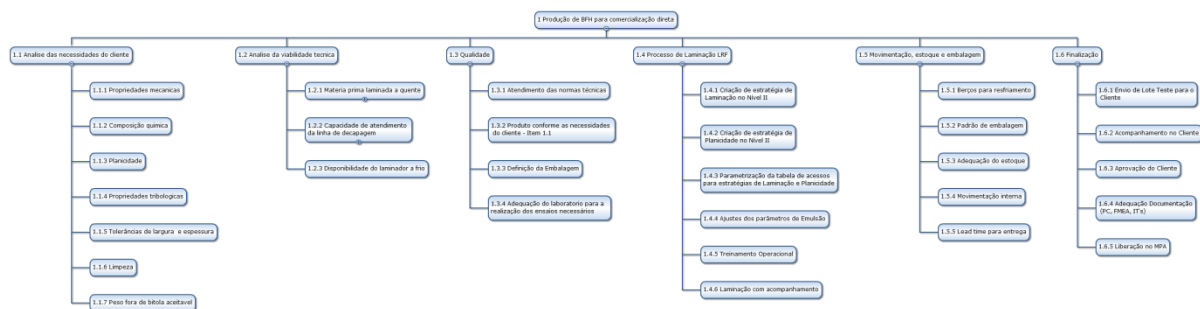 1 Produção de BFH para comercialização direta
1.1 Analise das necessidades do cliente
1.1.1 Propriedades mecanicas
1.1.2 Composição quimica
1.1.3 Planicidade
1.1.4 Propriedades tribologicas
1.1.5 Tolerâncias de largura e espessura
1.1.6 Limpeza
1.1.7 Peso fora de bitola aceitavel
1.2 Analise da viabilidade tecnica
1.2.1 Materia prima laminada a quente
1.2.2 Capacidade de atendimento
da linha de decapagem
1.2.3 Disponibilidade do laminador a frio
1.3 Qualidade
1.3.1 Atendimento das normas técnicas
1.3.2 Produto conforme as necessidades
do cliente - Item 1.1
1.3.3 Definição da Embalagem
1.3.4 Adequação do laboratorio para a
realização dos ensaios necessários
1.4 Processo de Laminação LRF
1.4.1 Criação de estratégia de
Laminação no Nivel II
1.4.2 Criação de estratégia de
Planicidade no Nivel II
1.4.3 Parametrização da tabela de acessos
para estratégias de Laminação e Planicidade
1.4.4 Ajustes dos parâmetros de Emulsão
1.4.5 Treinamento Operacional
1.4.6 Laminação com acompanhamento
1.5 Movimentação, estoque e embalagem
1.5.1 Berços para resfriamento
1.5.2 Padrão de embalagem
1.5.3 Adequação do estoque
1.5.4 Movimentação interna
1.5.5 Lead time para entrega
1.6 Finalização
1.6.1 Envio de Lote Teste para o
Cliente
1.6.2 Acompanhamento no Cliente
1.6.3 Aprovação do Cliente
1.6.4 Adequação Documentação
(PC, FMEA, IT's)
1.6.5 Liberação no MPA